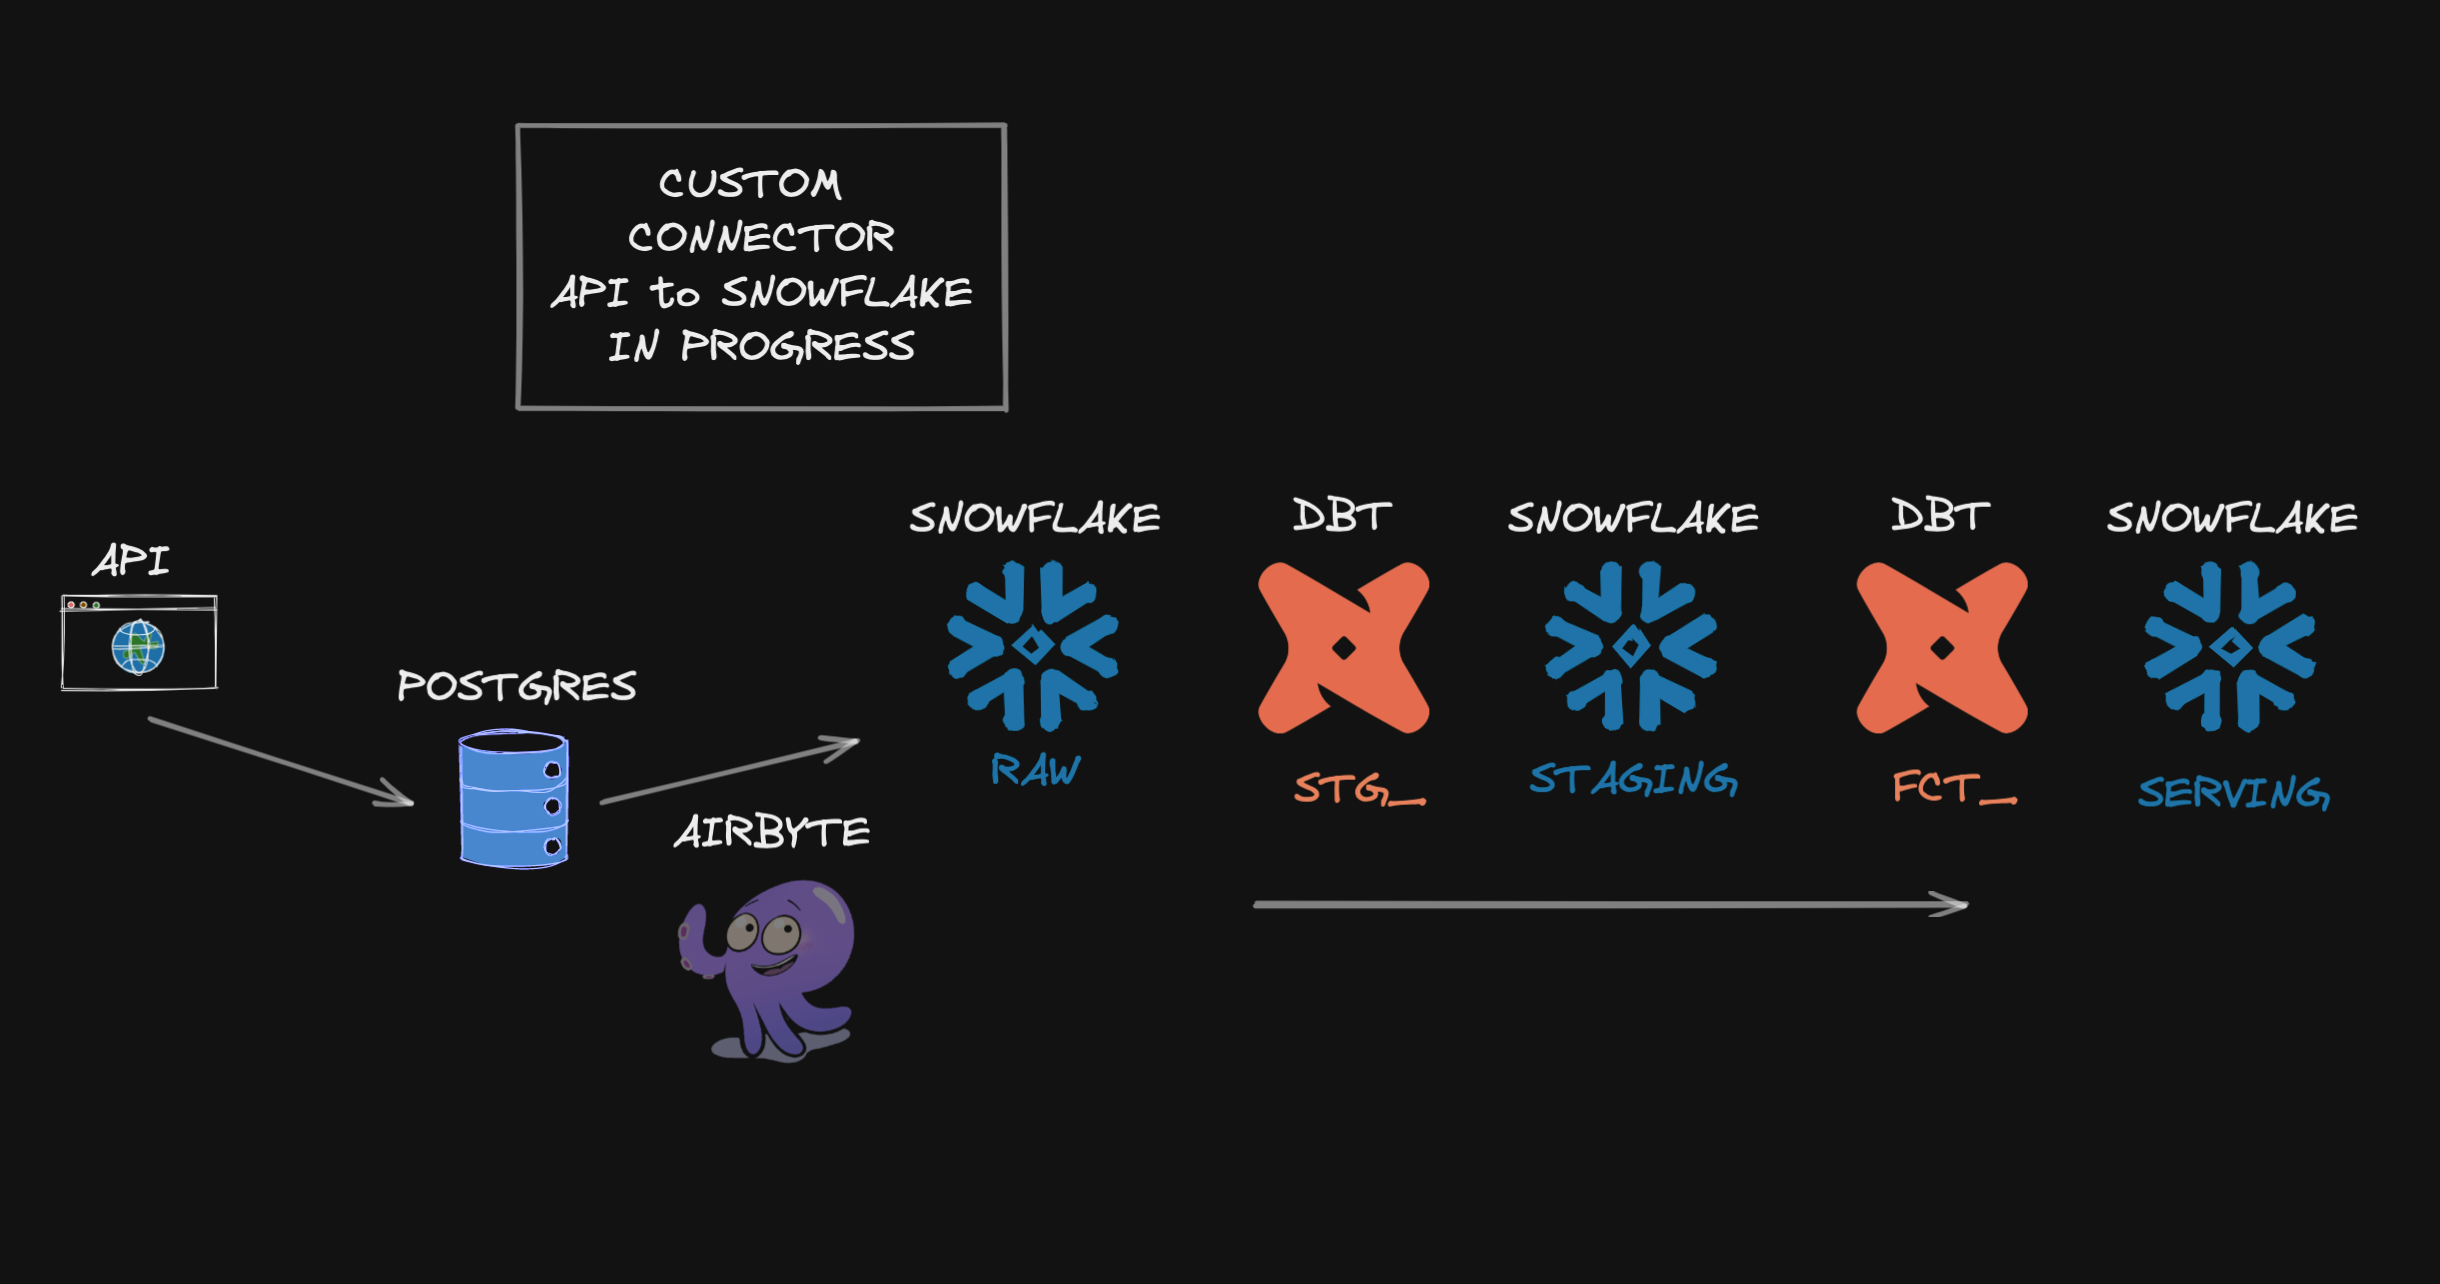 CUSTOM
CONNECTOR
API to SNOWFLAKE
IN PROGRESS
API
POSTGRES
AIRBYTE
SNOWFLAKE
RAW
DBT
STG_
SNOWFLAKE
STAGING
DBT
FCT_
SNOWFLAKE
SERVING